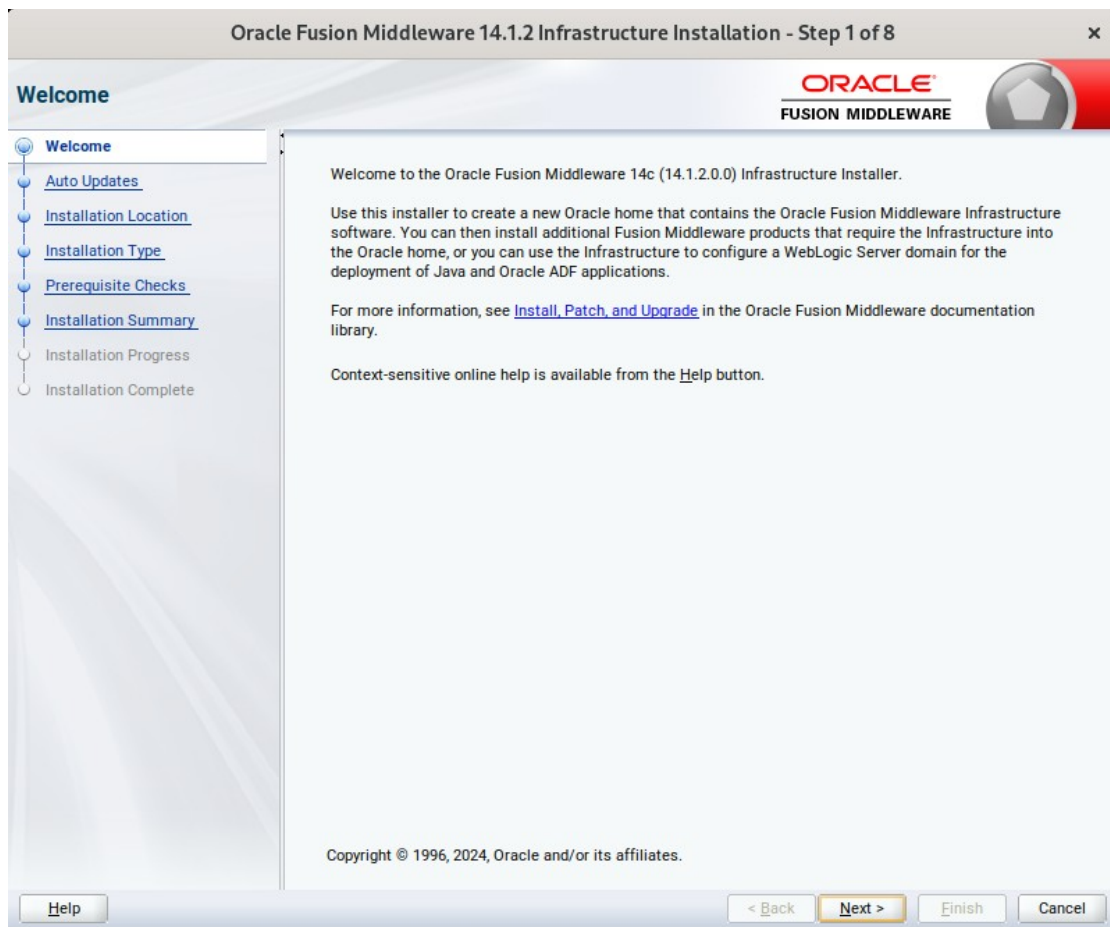 Oracle Fusion Middleware 14.1.2 Infrastructure Installation - Step 1 of 8
Welcome
ORACLE
FUSION MIDDLEWARE
Welcome
Auto Updates
Installation Location
Installation Type
Prerequisite Checks
Installation Summary
Installation Progress
Installation Complete
Welcome to the Oracle Fusion Middleware 14c (14.1.2.0.0) Infrastructure Installer.
Use this installer to create a new Oracle home that contains the Oracle Fusion Middleware Infrastructure
software. You can then install additional Fusion Middleware products that require the Infrastructure into
the Oracle home, or you can use the Infrastructure to configure a WebLogic Server domain for the
deployment of Java and Oracle ADF applications.
For more information, see Install, Patch, and Upgrade in the Oracle Fusion Middleware documentation
library.
Context-sensitive online help is available from the Help button.
Copyright © 1996, 2024, Oracle and/or its affiliates.
Help
< Back
Next >
Finish
Cancel